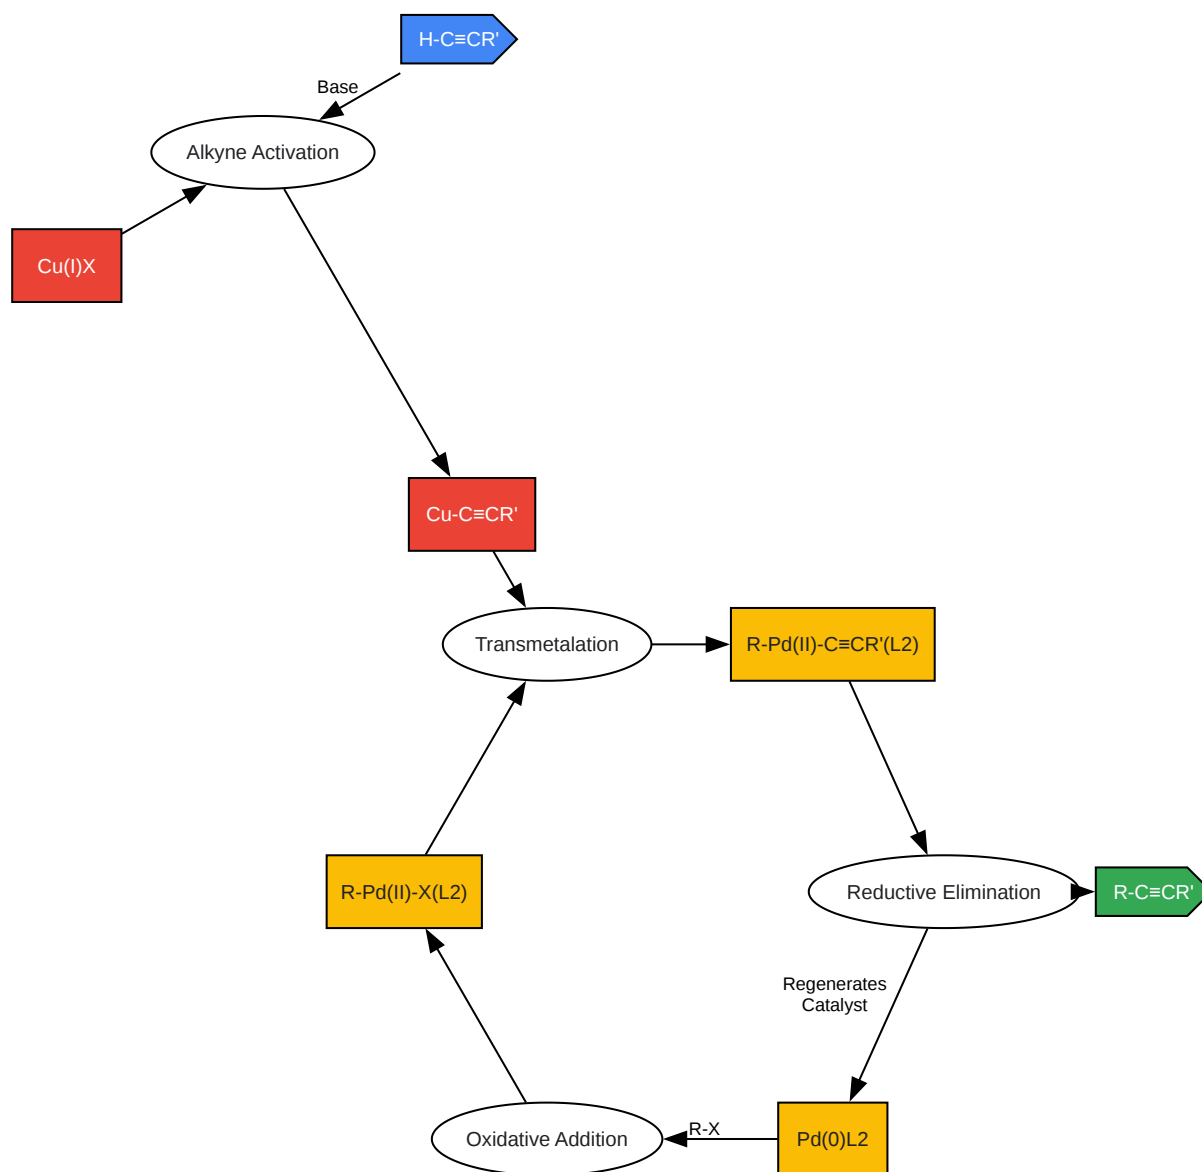 H-C≡CR'
Base
Alkyne Activation
Cu(I)X
Cu-C≡CR'
Transmetalation
R-Pd(II)-C≡CR'(L2)
R-Pd(II)-X(L2)
Reductive Elimination
R-C≡CR'
Regenerates
Catalyst
Oxidative Addition
R-X
Pd(0)L2